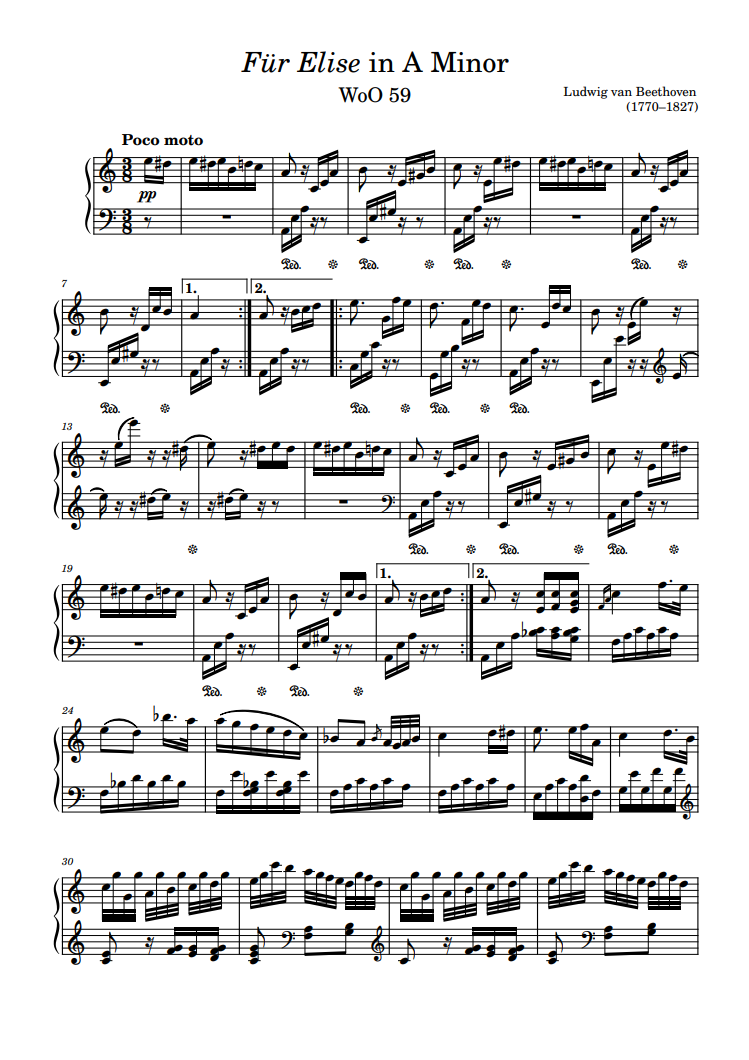 Für Elise in A Minor
WoO 59
Ludwig van Beethoven
(1770–1827)
Poco moto
3 8
pp
3 8
Ped. Ped. Ped. Ped.
7
1. 2.
Ped. Ped. Ped. Ped.
13
Ped. Ped. Ped.
19
1. 2.
Ped. Ped.
24
30